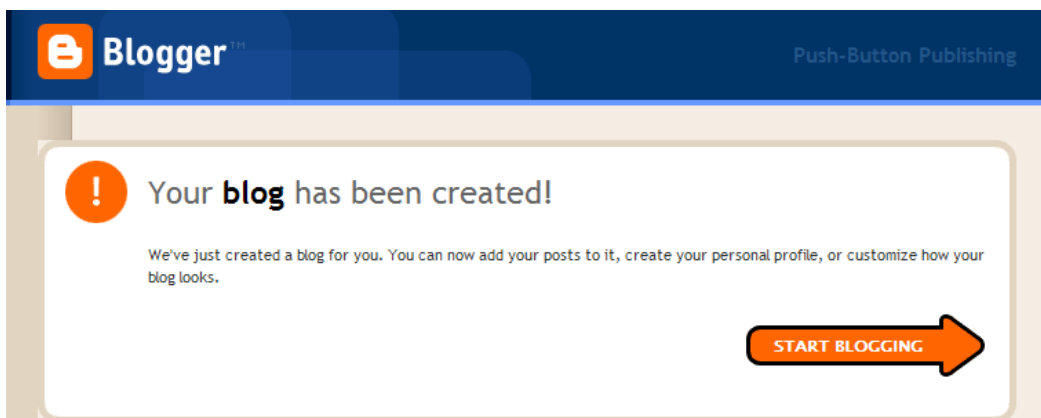 Blogger™
Push-Button Publishing
! Your blog has been created!
We've just created a blog for you. You can now add your posts to it, create your personal profile, or customize how your
blog looks.
START BLOGGING